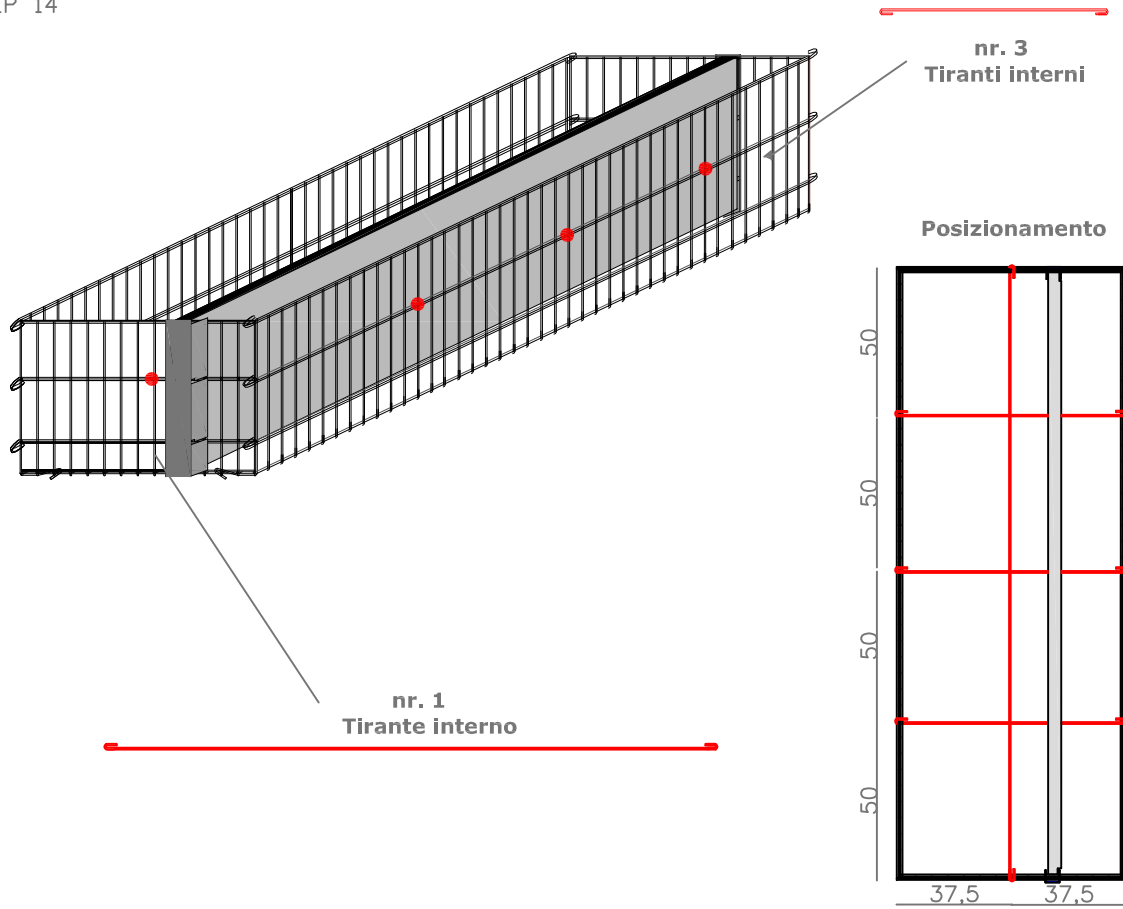 nr. 3
Tiranti interni
Posizionamento
50
50
50
50
nr. 1
Tirante interno
37,5 37,5